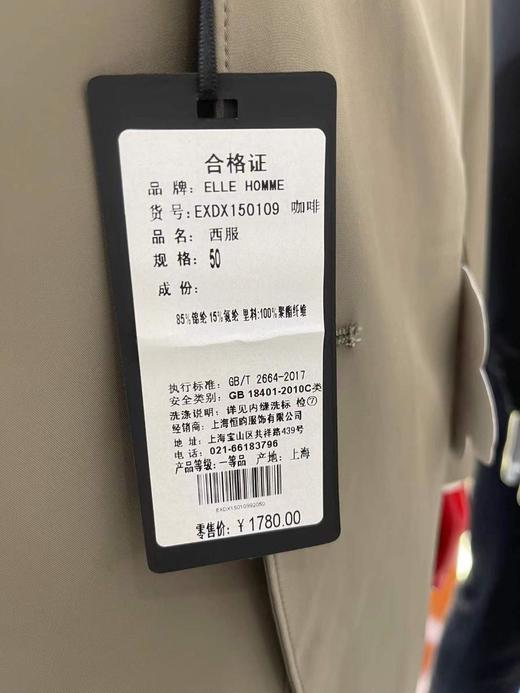 合格证
品 牌: ELLE HOMME
货 号: EXDX150109 咖啡
品名: 西服
规格: 50
成份:
85%锦纶 15%氨纶 里料:100%聚酯纤维
执行标准: GB/T 2664-2017
安全类别: GB 18401-2010C类
洗涤说明: 详见内缝洗标 检⑦
经销商: 上海恒昀服饰有限公司
地 址: 上海宝山区共祥路439号
电 话: 021-66183796
产品等级: 一等品 产地: 上海
EXDX15010992050
零售价: ¥1780.00